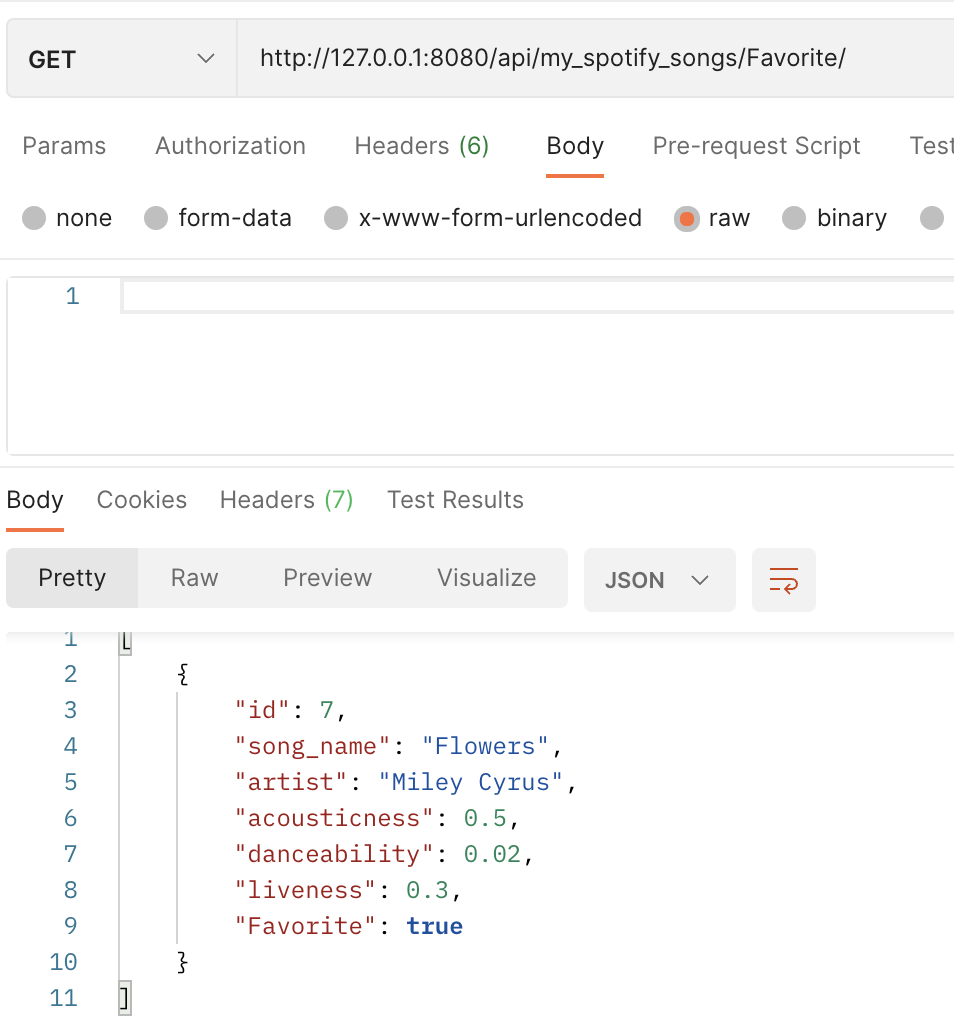 GET http://127.0.0.1:8080/api/my_spotify_songs/Favorite/
Params Authorization Headers (6) Body Pre-request Script Test
none form-data x-www-form-urlencoded raw binary
1
Body Cookies Headers (7) Test Results
Pretty Raw Preview Visualize JSON
1 [
2 {
3 "id": 7,
4 "song_name": "Flowers",
5 "artist": "Miley Cyrus",
6 "acousticness": 0.5,
7 "danceability": 0.02,
8 "liveness": 0.3,
9 "Favorite": true
10 }
11 ]